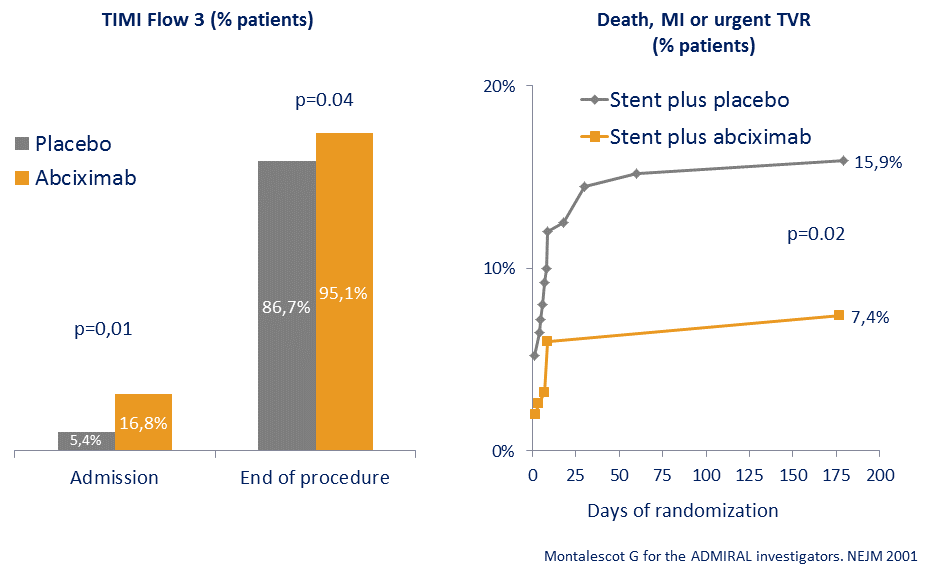 TIMI Flow 3 (% patients)
p=0.04
Placebo
Abciximab
p=0,01
86,7%
95,1%
5,4%
16,8%
Admission
End of procedure
Death, MI or urgent TVR
(% patients)
20%
Stent plus placebo
Stent plus abciximab
15,9%
p=0.02
10%
7,4%
0%
0 25 50 75 100 125 150 175 200
Days of randomization
Montalescot G for the ADMIRAL investigators. NEJM 2001